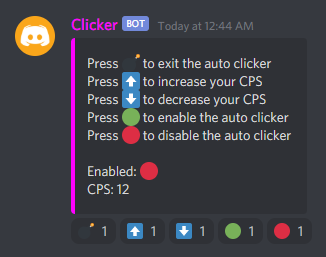 Clicker BOT Today at 12:44 AM
Press 💣 to exit the auto clicker
Press ⬆️ to increase your CPS
Press ⬇️ to decrease your CPS
Press 🟢 to enable the auto clicker
Press 🔴 to disable the auto clicker
Enabled: 🔴
CPS: 12
💣 1 ⬆️ 1 ⬇️ 1 🟢 1 🔴 1